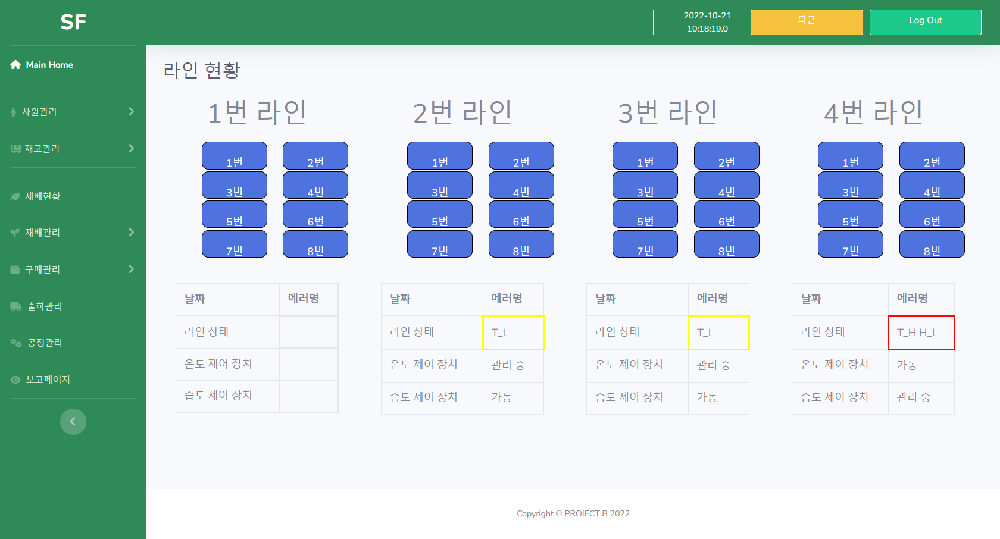 SF
2022-10-21
10:18:19.0
퇴근
Log Out
Main Home
사원관리
재고관리
재배현황
재배관리
구매관리
출하관리
공정관리
보고페이지
라인 현황
1번 라인
1번 2번
3번 4번
5번 6번
7번 8번
날짜 에러명
라인 상태
온도 제어 장치
습도 제어 장치
2번 라인
1번 2번
3번 4번
5번 6번
7번 8번
날짜 에러명
라인 상태 T_L
온도 제어 장치 관리 중
습도 제어 장치 가동
3번 라인
1번 2번
3번 4번
5번 6번
7번 8번
날짜 에러명
라인 상태 T_L
온도 제어 장치 관리 중
습도 제어 장치 가동
4번 라인
1번 2번
3번 4번
5번 6번
7번 8번
날짜 에러명
라인 상태 T_H H_L
온도 제어 장치 가동
습도 제어 장치 관리 중
Copyright © PROJECT B 2022